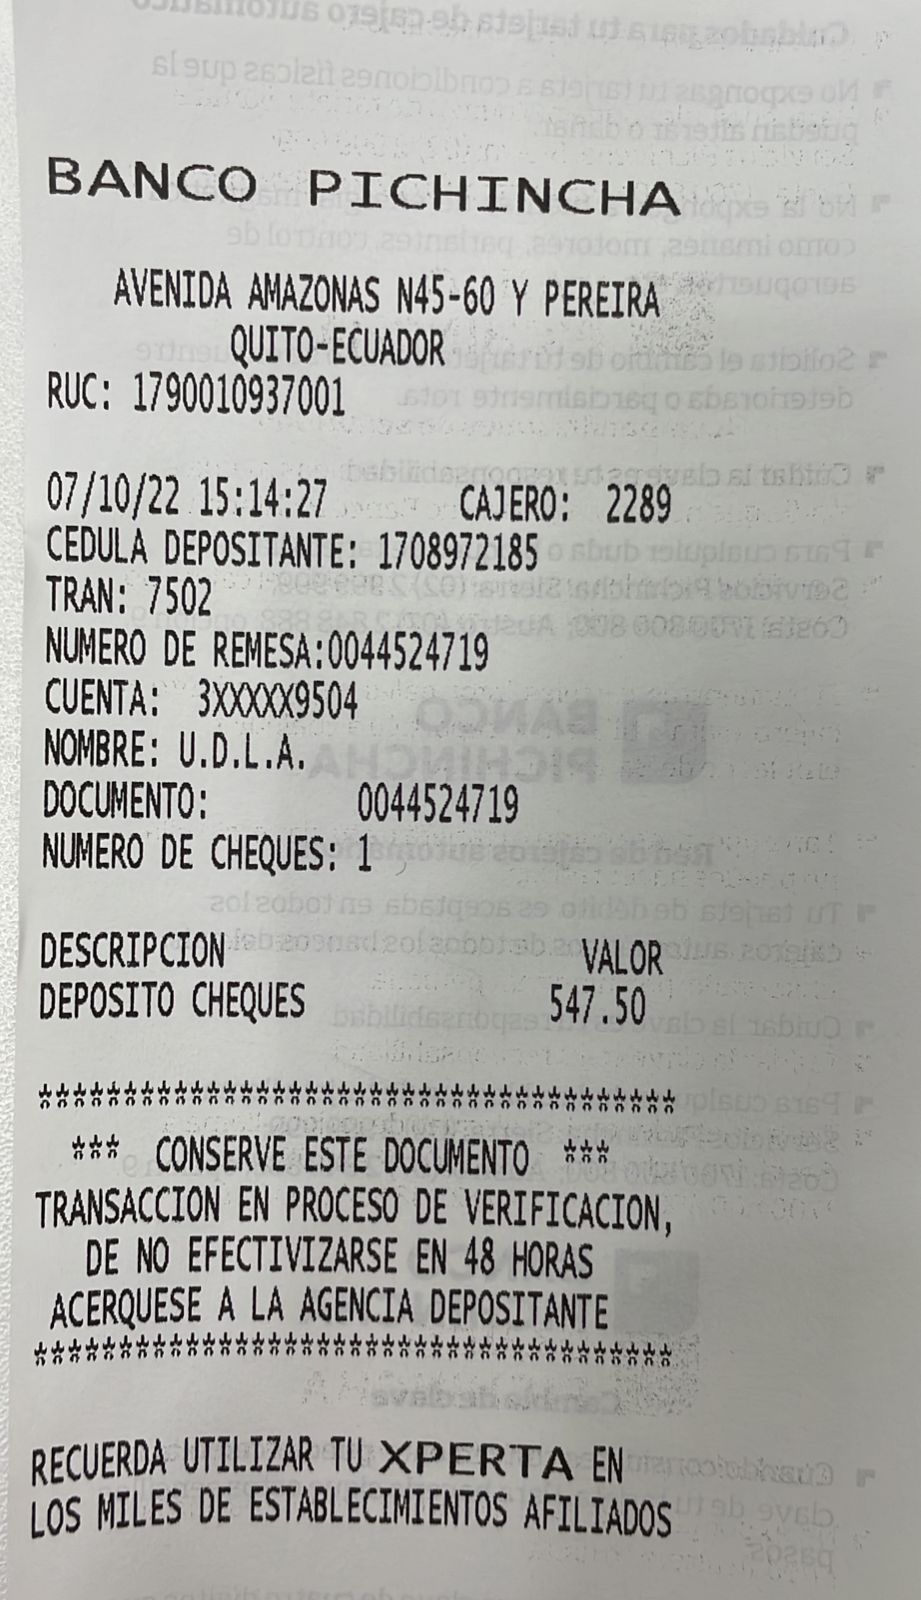 BANCO PICHINCHA
AVENIDA AMAZONAS N45-60 Y PEREIRA
QUITO-ECUADOR
RUC: 1790010937001
07/10/22 15:14:27 CAJERO: 2289
CEDULA DEPOSITANTE: 1708972185
TRAN: 7502
NUMERO DE REMESA:0044524719
CUENTA: 3XXXXX9504
NOMBRE: U.D.L.A.
DOCUMENTO: 0044524719
NUMERO DE CHEQUES: 1
DESCRIPCION VALOR
DEPOSITO CHEQUES 547.50
**************************************
*** CONSERVE ESTE DOCUMENTO ***
TRANSACCION EN PROCESO DE VERIFICACION,
DE NO EFECTIVIZARSE EN 48 HORAS
ACERQUESE A LA AGENCIA DEPOSITANTE
**************************************
RECUERDA UTILIZAR TU XPERTA EN
LOS MILES DE ESTABLECIMIENTOS AFILIADOS